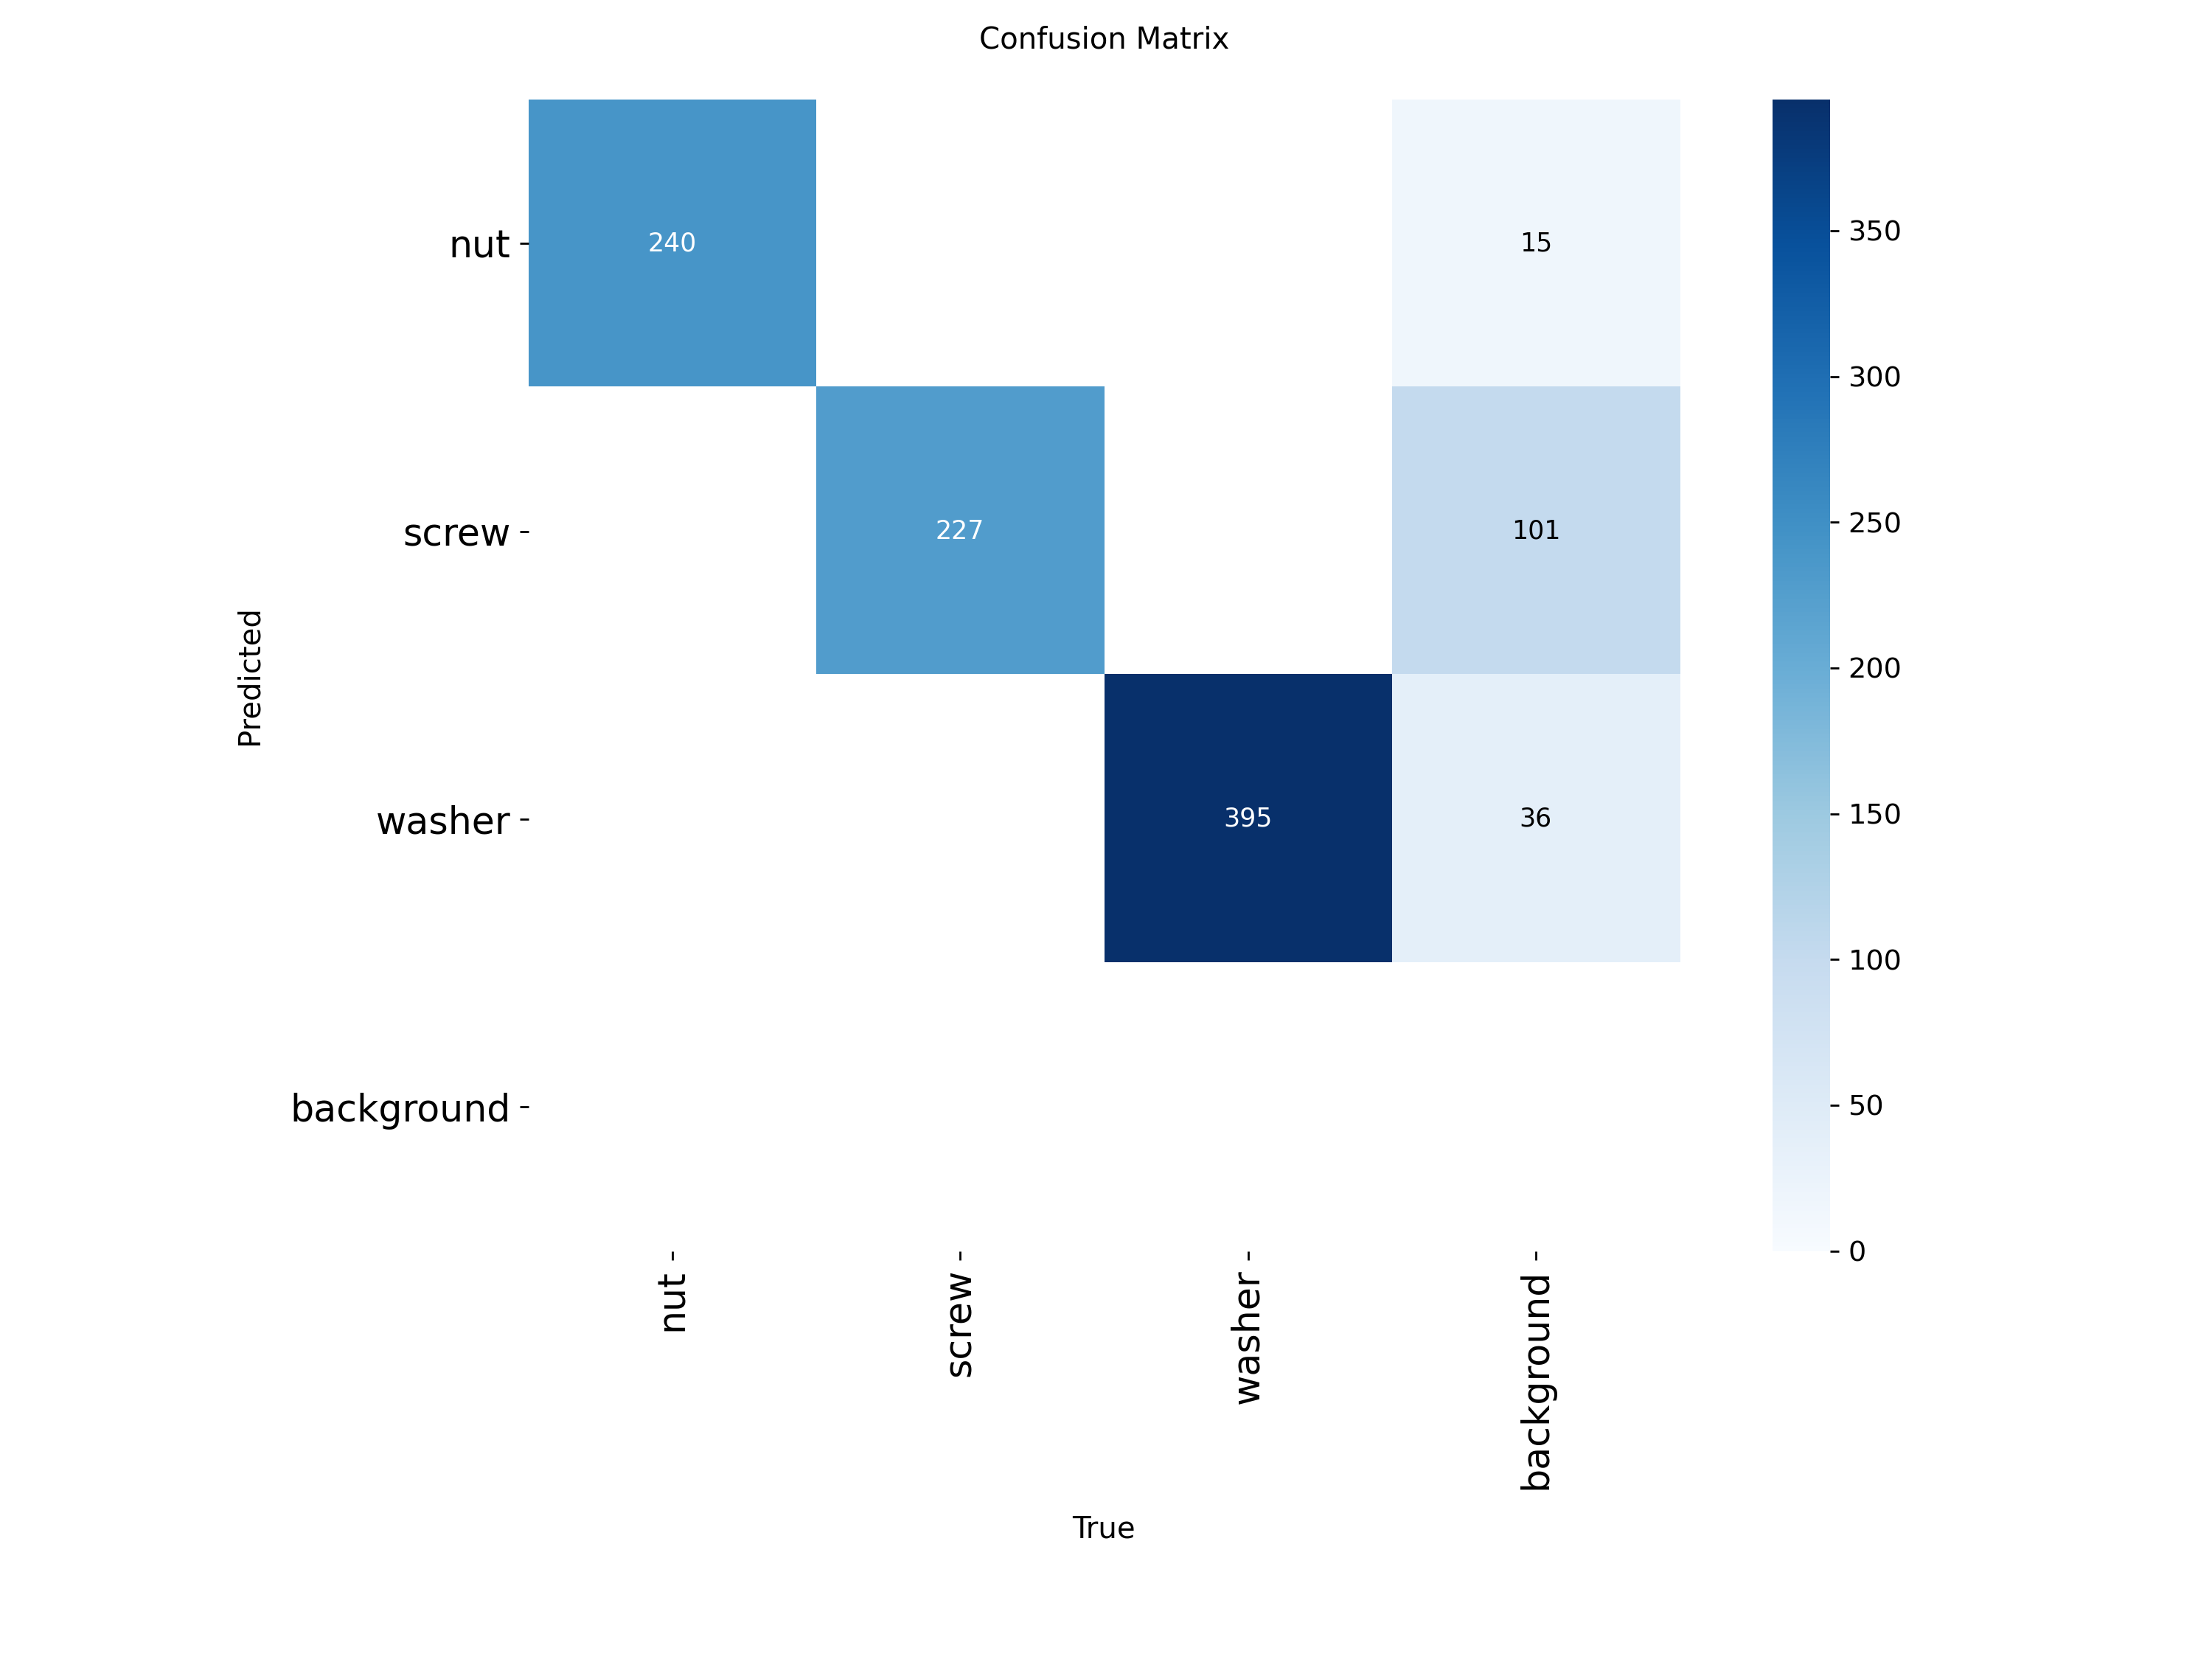 Confusion Matrix
nut
240
15
screw
227
101
washer
395
36
background
Predicted
nut
screw
washer
background
True
350
300
250
200
150
100
50
0